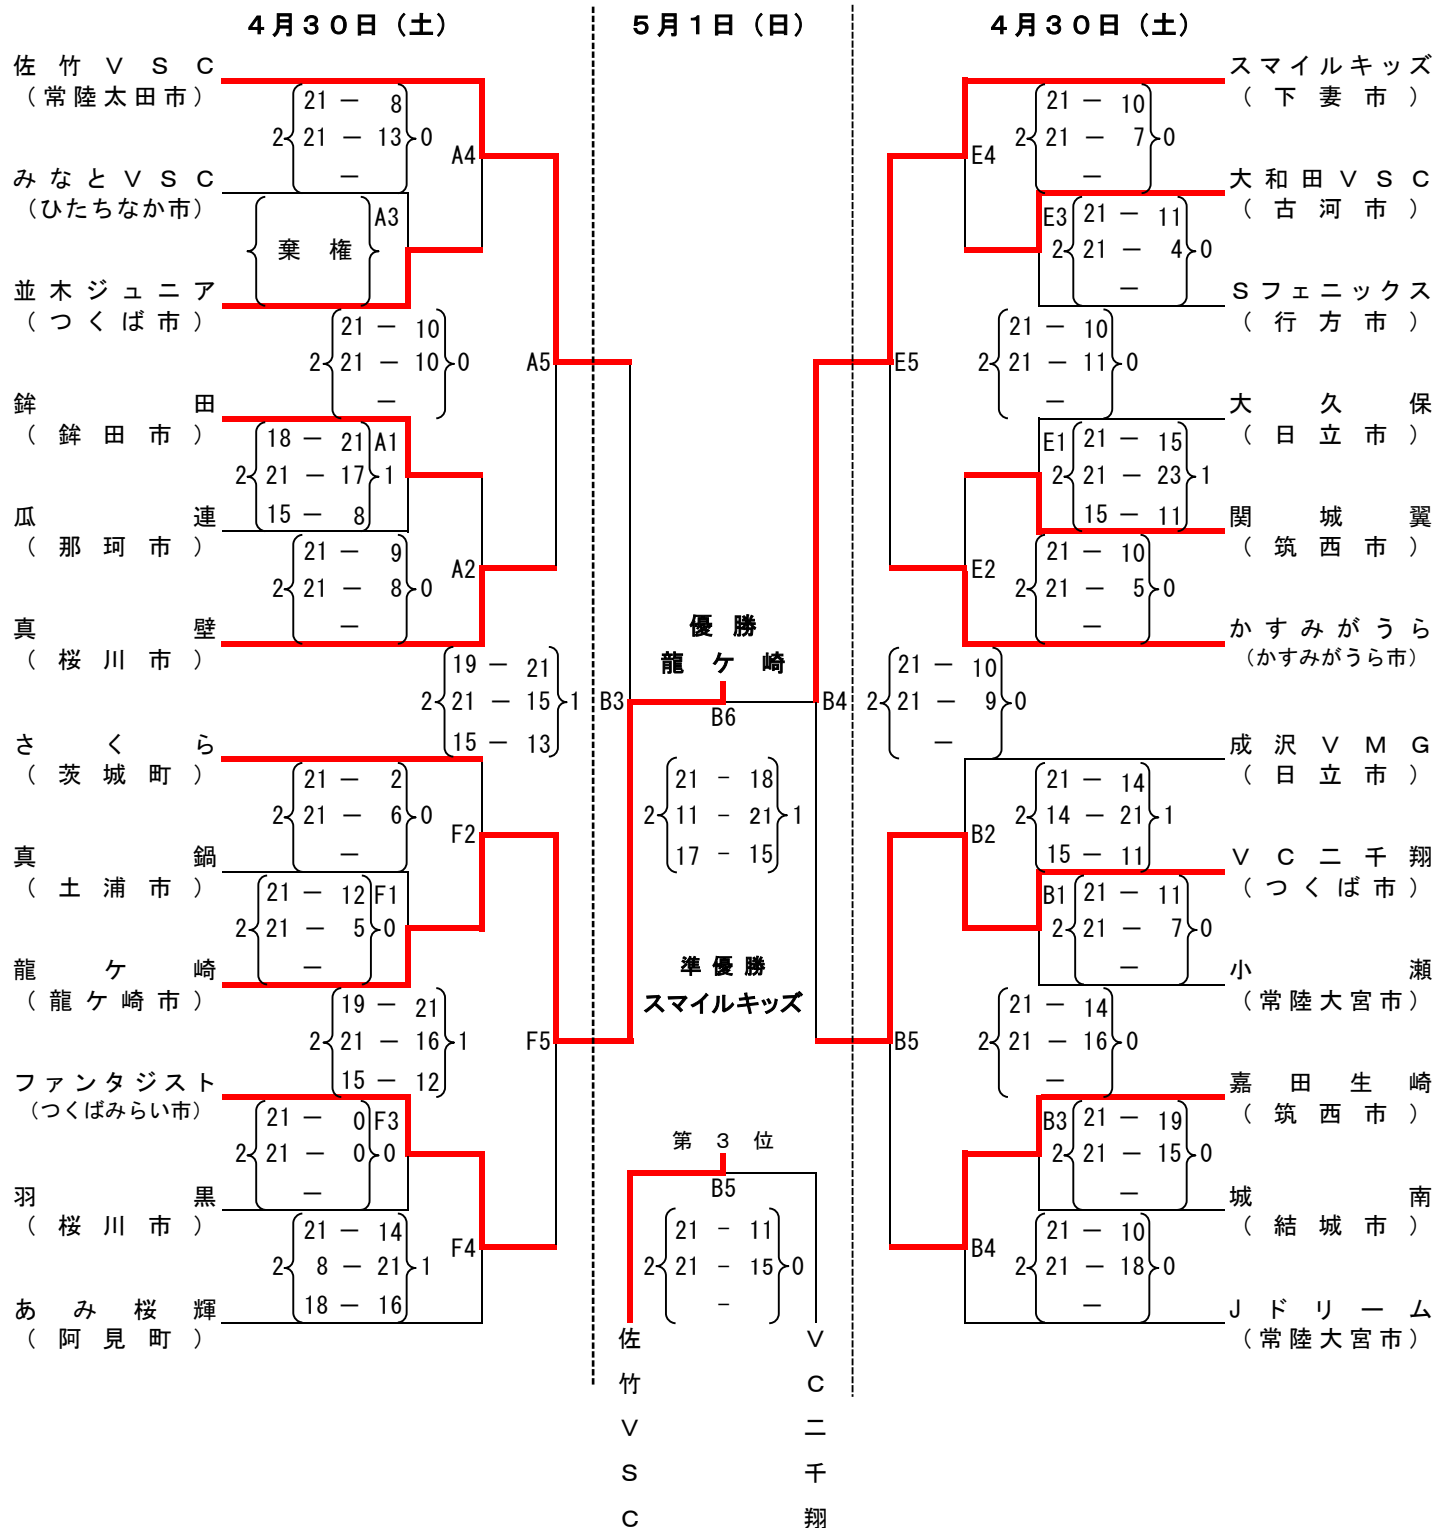 ４月３０日（土）
５月１日（日）
４月３０日（土）
佐竹ＶＳＣ
（常陸太田市）
21 － 8
2 21 － 13 0
－
A4
みなとＶＳＣ
（ひたちなか市）
A3
棄権
並木ジュニア
（つくば市）
21 － 10
2 21 － 10 0
－
A5
鉾田
（鉾田市）
18 － 21
2 21 － 17 1
15 － 8
A1
瓜連
（那珂市）
21 － 9
2 21 － 8 0
－
A2
真壁
（桜川市）
19 － 21
2 21 － 15 1
15 － 13
B3
さくら
（茨城町）
21 － 2
2 21 － 6 0
－
F2
真鍋
（土浦市）
21 － 12
2 21 － 5 0
－
F1
龍ケ崎
（龍ケ崎市）
19 － 21
2 21 － 16 1
15 － 12
F5
ファンタジスト
（つくばみらい市）
21 － 0
2 21 － 0 0
－
F3
羽黒
（桜川市）
21 － 14
2 8 － 21 1
18 － 16
F4
あみ桜輝
（阿見町）
優勝
龍ケ崎
B6
21 - 18
2 11 - 21 1
17 - 15
準優勝
スマイルキッズ
第３位
B5
21 - 11
2 21 - 15 0
-
佐竹ＶＳＣ
ＶＣ二千翔
スマイルキッズ
（下妻市）
21 － 10
2 21 － 7 0
－
E4
大和田ＶＳＣ
（古河市）
E3
21 － 11
2 21 － 4 0
－
Ｓフェニックス
（行方市）
21 － 10
2 21 － 11 0
－
E5
大久保
（日立市）
E1
21 － 15
2 21 － 23 1
15 － 11
関城翼
（筑西市）
21 － 10
2 21 － 5 0
－
E2
かすみがうら
（かすみがうら市）
B4
21 － 10
2 21 － 9 0
－
成沢ＶＭＧ
（日立市）
21 － 14
2 14 － 21 1
15 － 11
B2
ＶＣ二千翔
（つくば市）
B1
21 － 11
2 21 － 7 0
－
小瀬
（常陸大宮市）
21 － 14
2 21 － 16 0
－
B5
嘉田生崎
（筑西市）
B3
21 － 19
2 21 － 15 0
－
城南
（結城市）
21 － 10
2 21 － 18 0
－
B4
Ｊドリーム
（常陸大宮市）